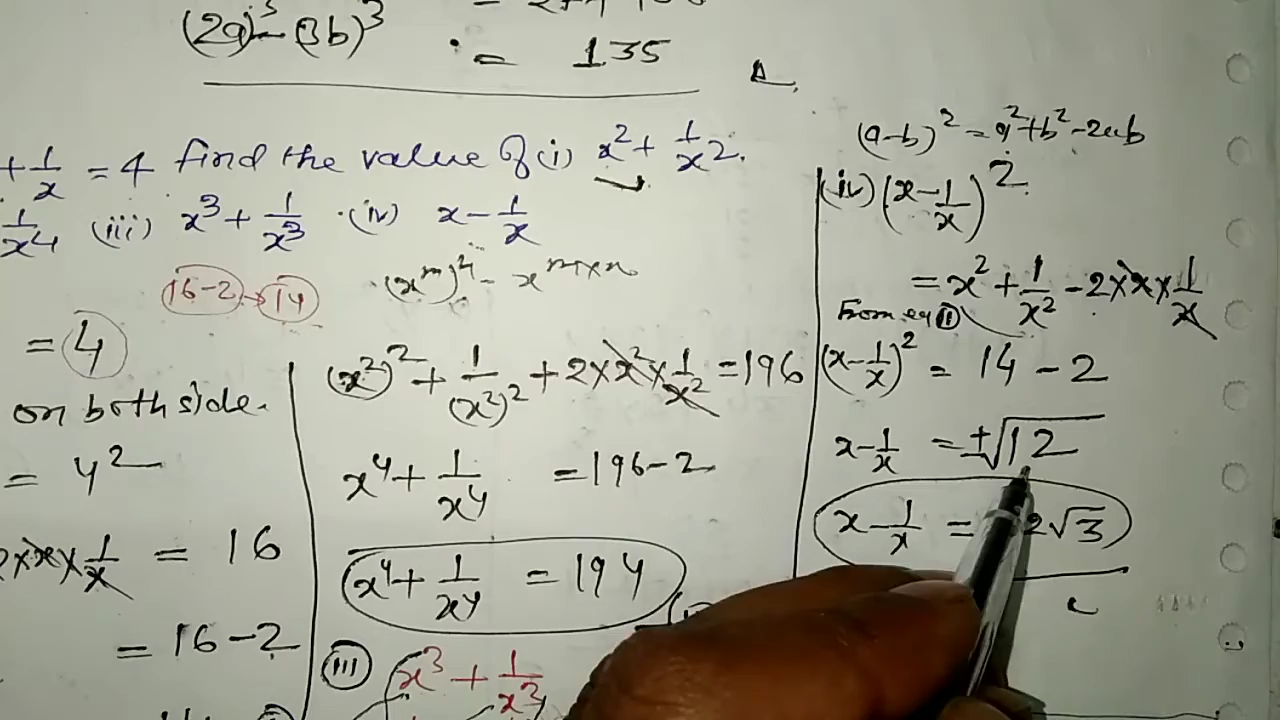 (2a)³ - (3b)³
= 135
+ 1/x = 4 find the value of (i) x² + 1/x².
1/x⁴ (iii) x³ + 1/x³ (iv) x - 1/x
16-2 → 14
(xᵐ)ⁿ - x^m×n
= 4
on both side.
= 4²
2×x×1/x = 16
= 16-2
(x²)² + 1/(x²)² + 2×x²×1/x² = 196
x⁴ + 1/x⁴ = 196-2
x⁴ + 1/x⁴ = 194
(III) x³ + 1/x³
(a-b)² = a²+b²-2ab
(iv) (x - 1/x)²
= x² + 1/x² - 2×x×1/x
From eq (ii)
(x - 1/x)² = 14 - 2
x - 1/x = ±√12
x - 1/x = 2√3